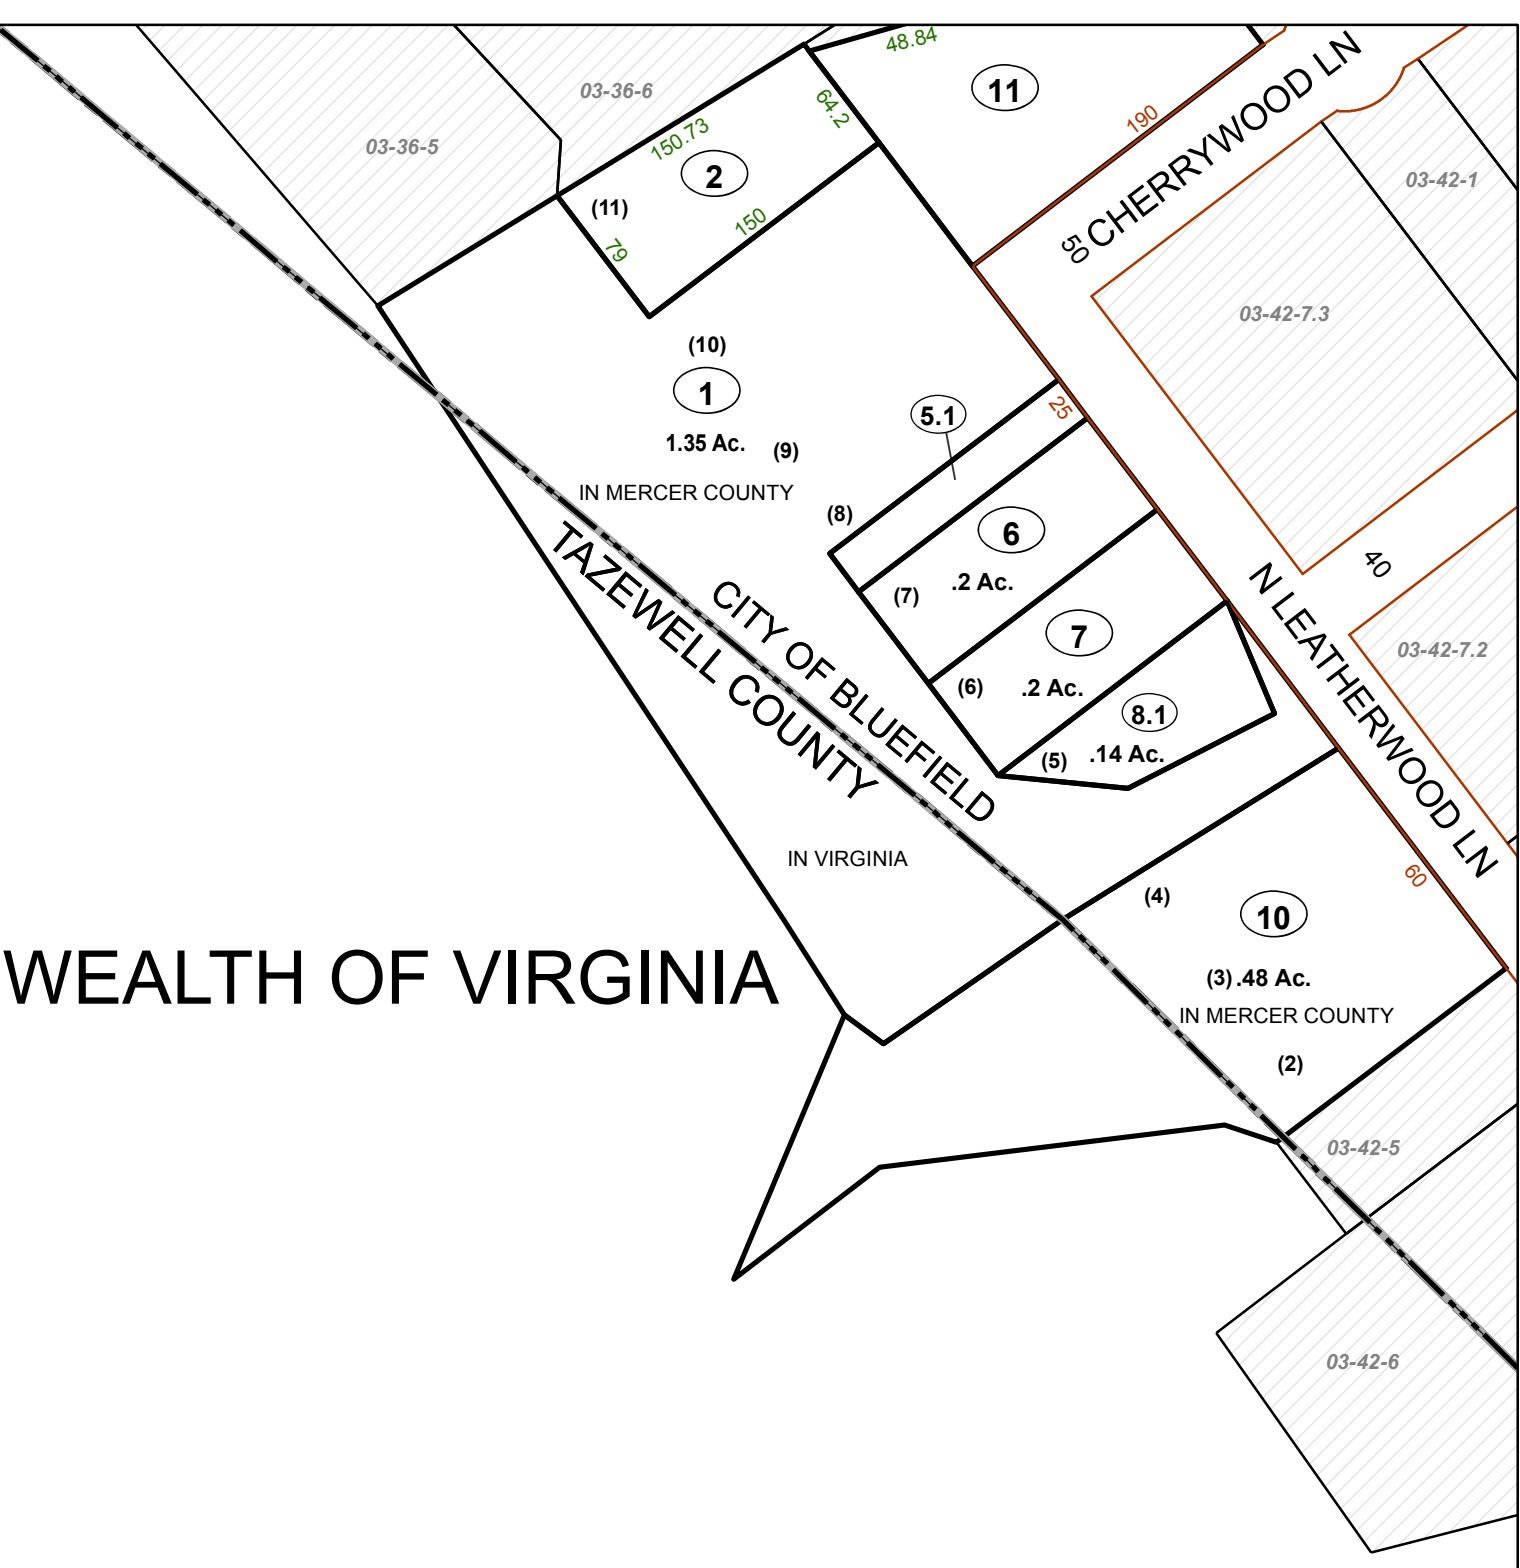 48.84
CHERRYWOOD LN
03-36-6
11
64.2
190
150.73
03-36-5
2
03-42-1
(11)
150
50
79
03-42-7.3
(10)
1
25
5.1
1.35 Ac.
(9)
IN MERCER COUNTY
(8)
6
40
.2 Ac.
(7)
TAZEWELL COUNTY
CITY OF BLUEFIELD
N LEATHERWOOD LN
7
03-42-7.2
(6)
.2 Ac.
8.1
.14 Ac.
(5)
IN VIRGINIA
60
(4)
10
WEALTH OF VIRGINIA
(3) .48 Ac.
IN MERCER COUNTY
(2)
03-42-5
03-42-6